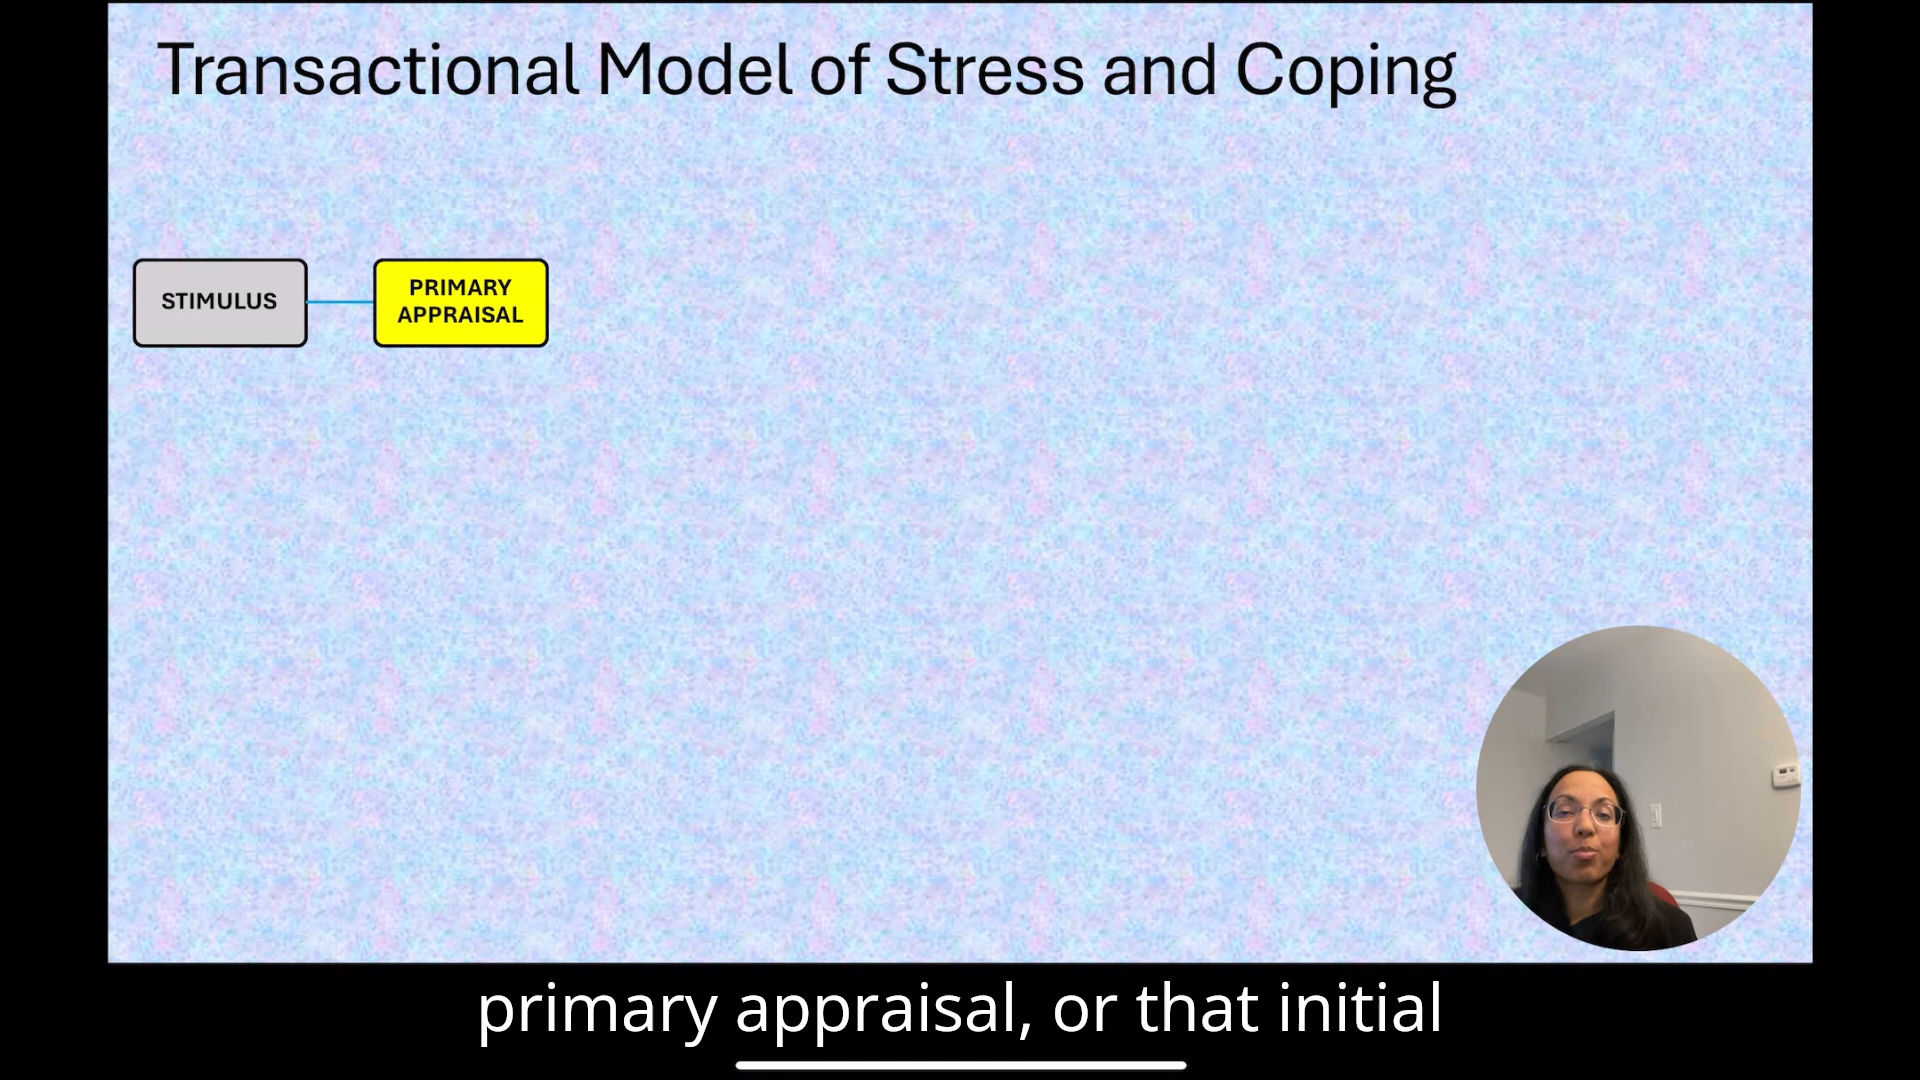 Transactional Model of Stress and Coping
STIMULUS
PRIMARY
APPRAISAL
primary appraisal, or that initial